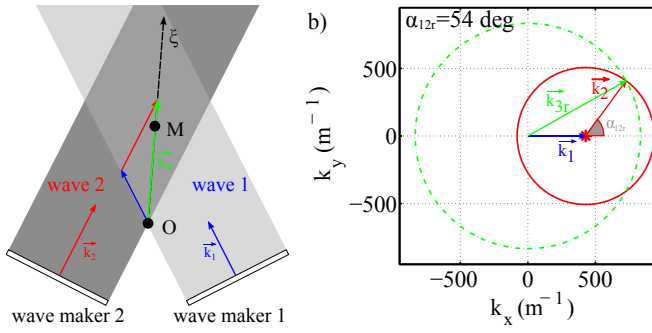 ξ
M
k₃
wave 2
wave 1
O
k₂
k₁
wave maker 2
wave maker 1
b)
α₁₂ᵣ=54 deg
500
0
−500
k_y (m⁻¹)
k₂
k₃ᵣ
α₁₂ᵣ
k₁
−500 0 500
k_x (m⁻¹)